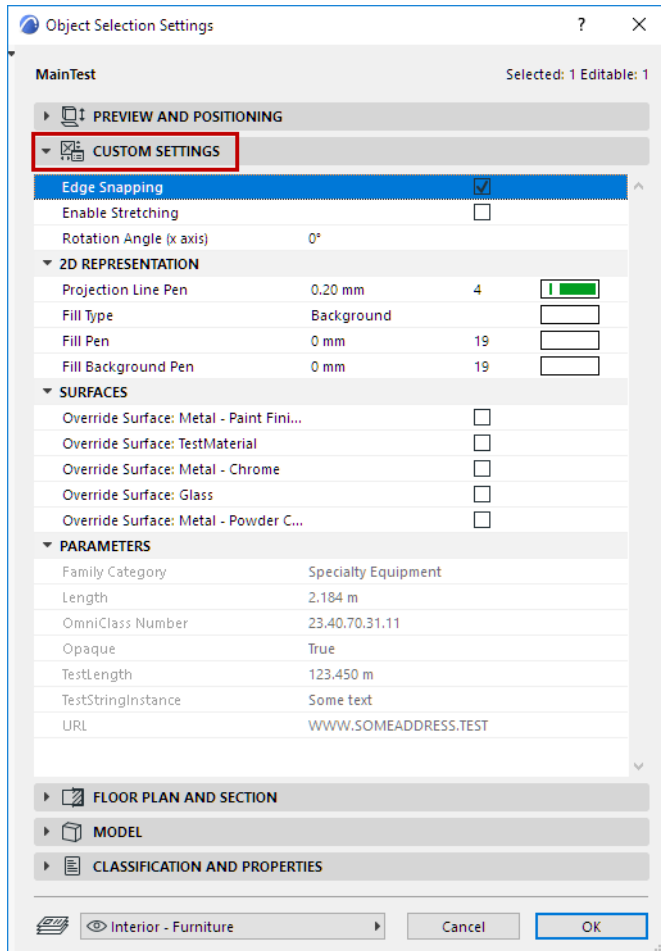 Object Selection Settings ?
MainTest Selected: 1 Editable: 1
PREVIEW AND POSITIONING
CUSTOM SETTINGS
Edge Snapping
Enable Stretching
Rotation Angle (x axis) 0°
2D REPRESENTATION
Projection Line Pen 0.20 mm 4
Fill Type Background
Fill Pen 0 mm 19
Fill Background Pen 0 mm 19
SURFACES
Override Surface: Metal - Paint Fini...
Override Surface: TestMaterial
Override Surface: Metal - Chrome
Override Surface: Glass
Override Surface: Metal - Powder C...
PARAMETERS
Family Category Specialty Equipment
Length 2.184 m
OmniClass Number 23.40.70.31.11
Opaque True
TestLength 123.450 m
TestStringInstance Some text
URL WWW.SOMEADDRESS.TEST
FLOOR PLAN AND SECTION
MODEL
CLASSIFICATION AND PROPERTIES
Interior - Furniture Cancel OK